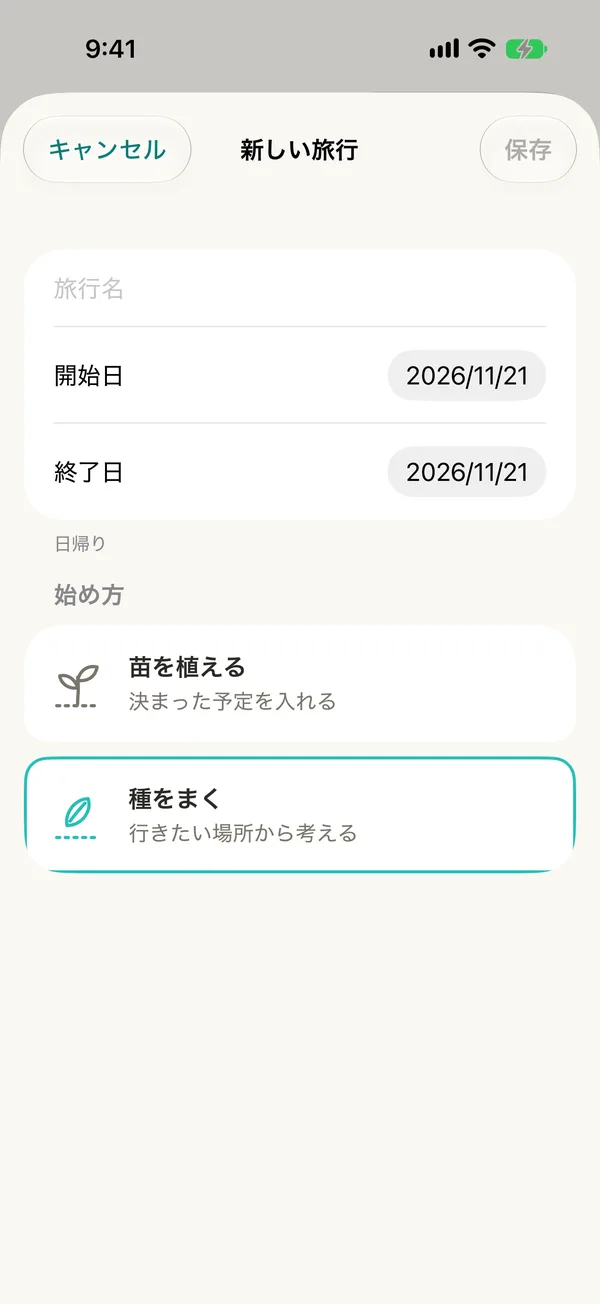 9:41
キャンセル
新しい旅行
保存
旅行名
開始日 2026/11/21
終了日 2026/11/21
日帰り
始め方
苗を植える
決まった予定を入れる
種をまく
行きたい場所から考える